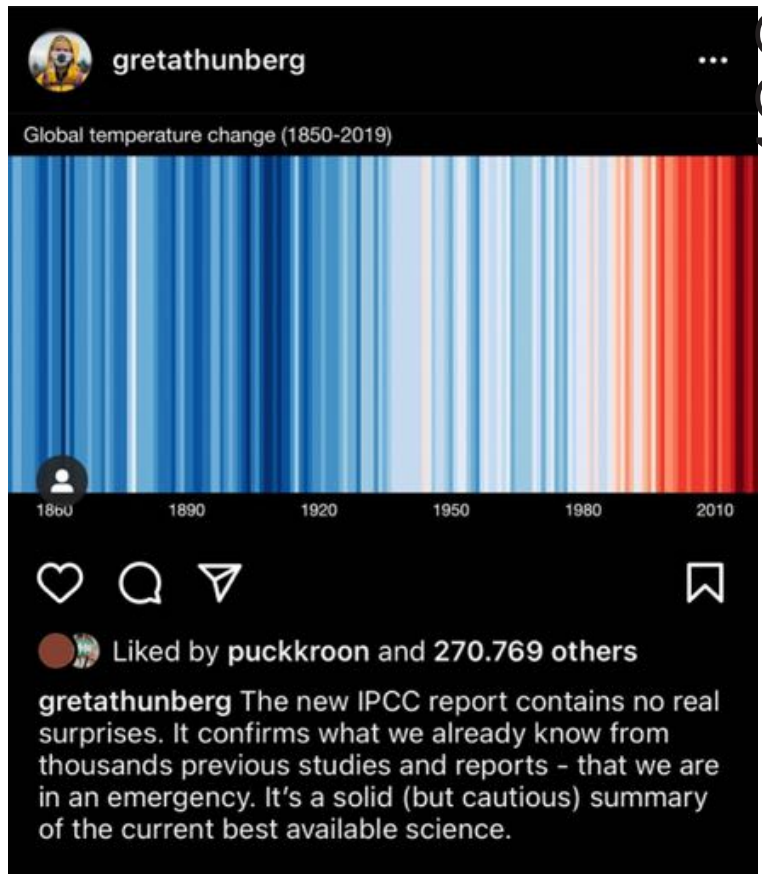 gretathunberg
Global temperature change (1850-2019)
1860 1890 1920 1950 1980 2010
Liked by puckkroon and 270.769 others
gretathunberg The new IPCC report contains no real
surprises. It confirms what we already know from
thousands previous studies and reports - that we are
in an emergency. It's a solid (but cautious) summary
of the current best available science.